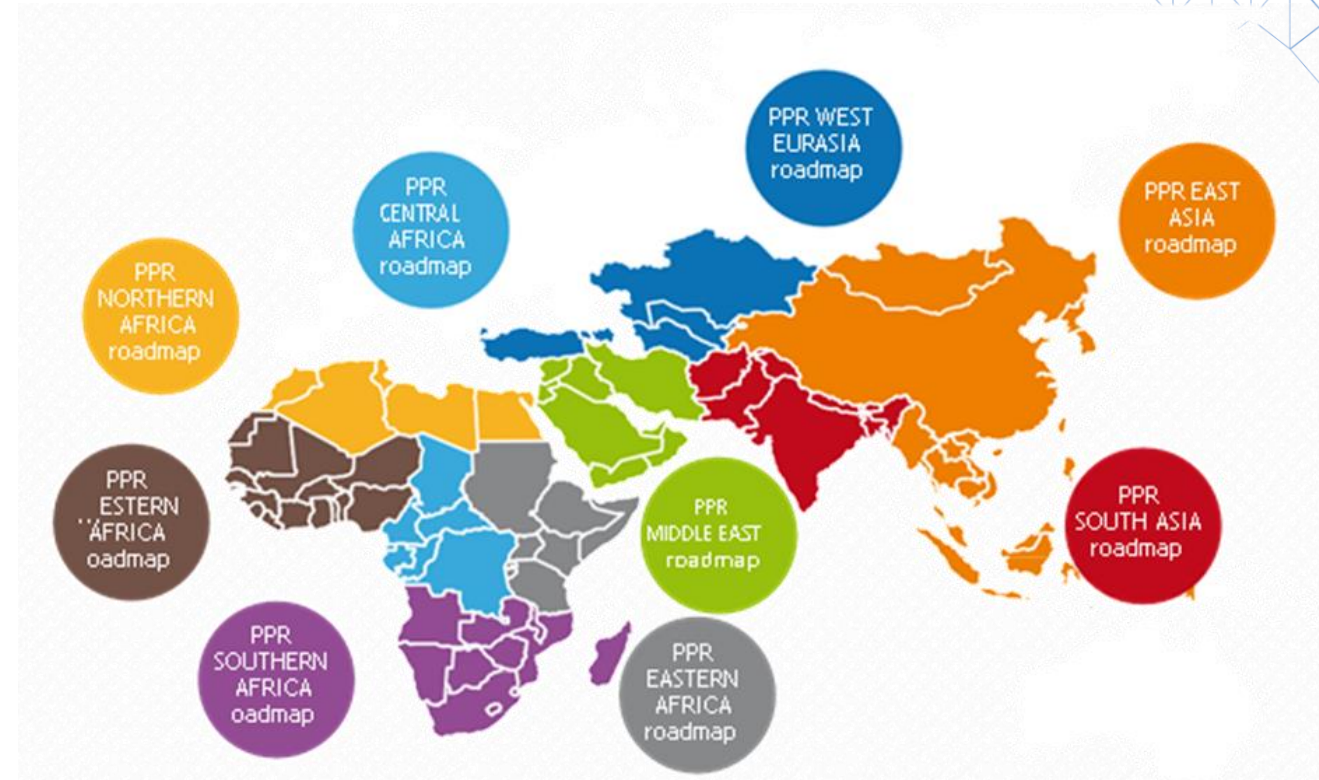 PPR WEST
EURASIA
roadmap
PPR EAST
ASIA
roadmap
PPR
CENTRAL
AFRICA
roadmap
PPR
NORTHERN
AFRICA
roadmap
PPR
ESTERN
AFRICA
oadmap
PPR
MIDDLE EAST
roadmap
PPR
SOUTH ASIA
roadmap
PPR
SOUTHERN
AFRICA
oadmap
PPR
EASTERN
AFRICA
roadmap